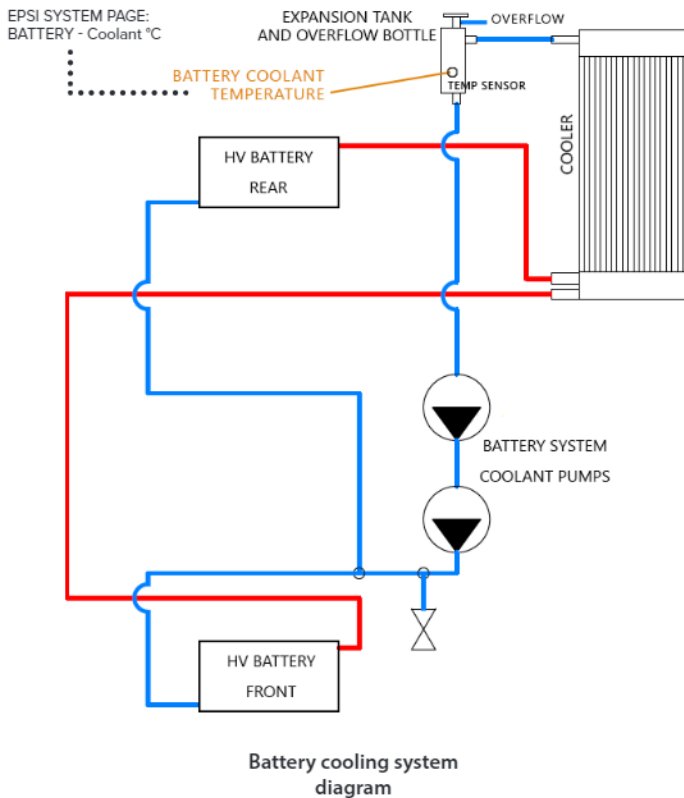 EPSI SYSTEM PAGE:
BATTERY - Coolant °C
EXPANSION TANK
AND OVERFLOW BOTTLE
OVERFLOW
BATTERY COOLANT
TEMPERATURE
TEMP SENSOR
COOLER
HV BATTERY
REAR
BATTERY SYSTEM
COOLANT PUMPS
HV BATTERY
FRONT
Battery cooling system
diagram